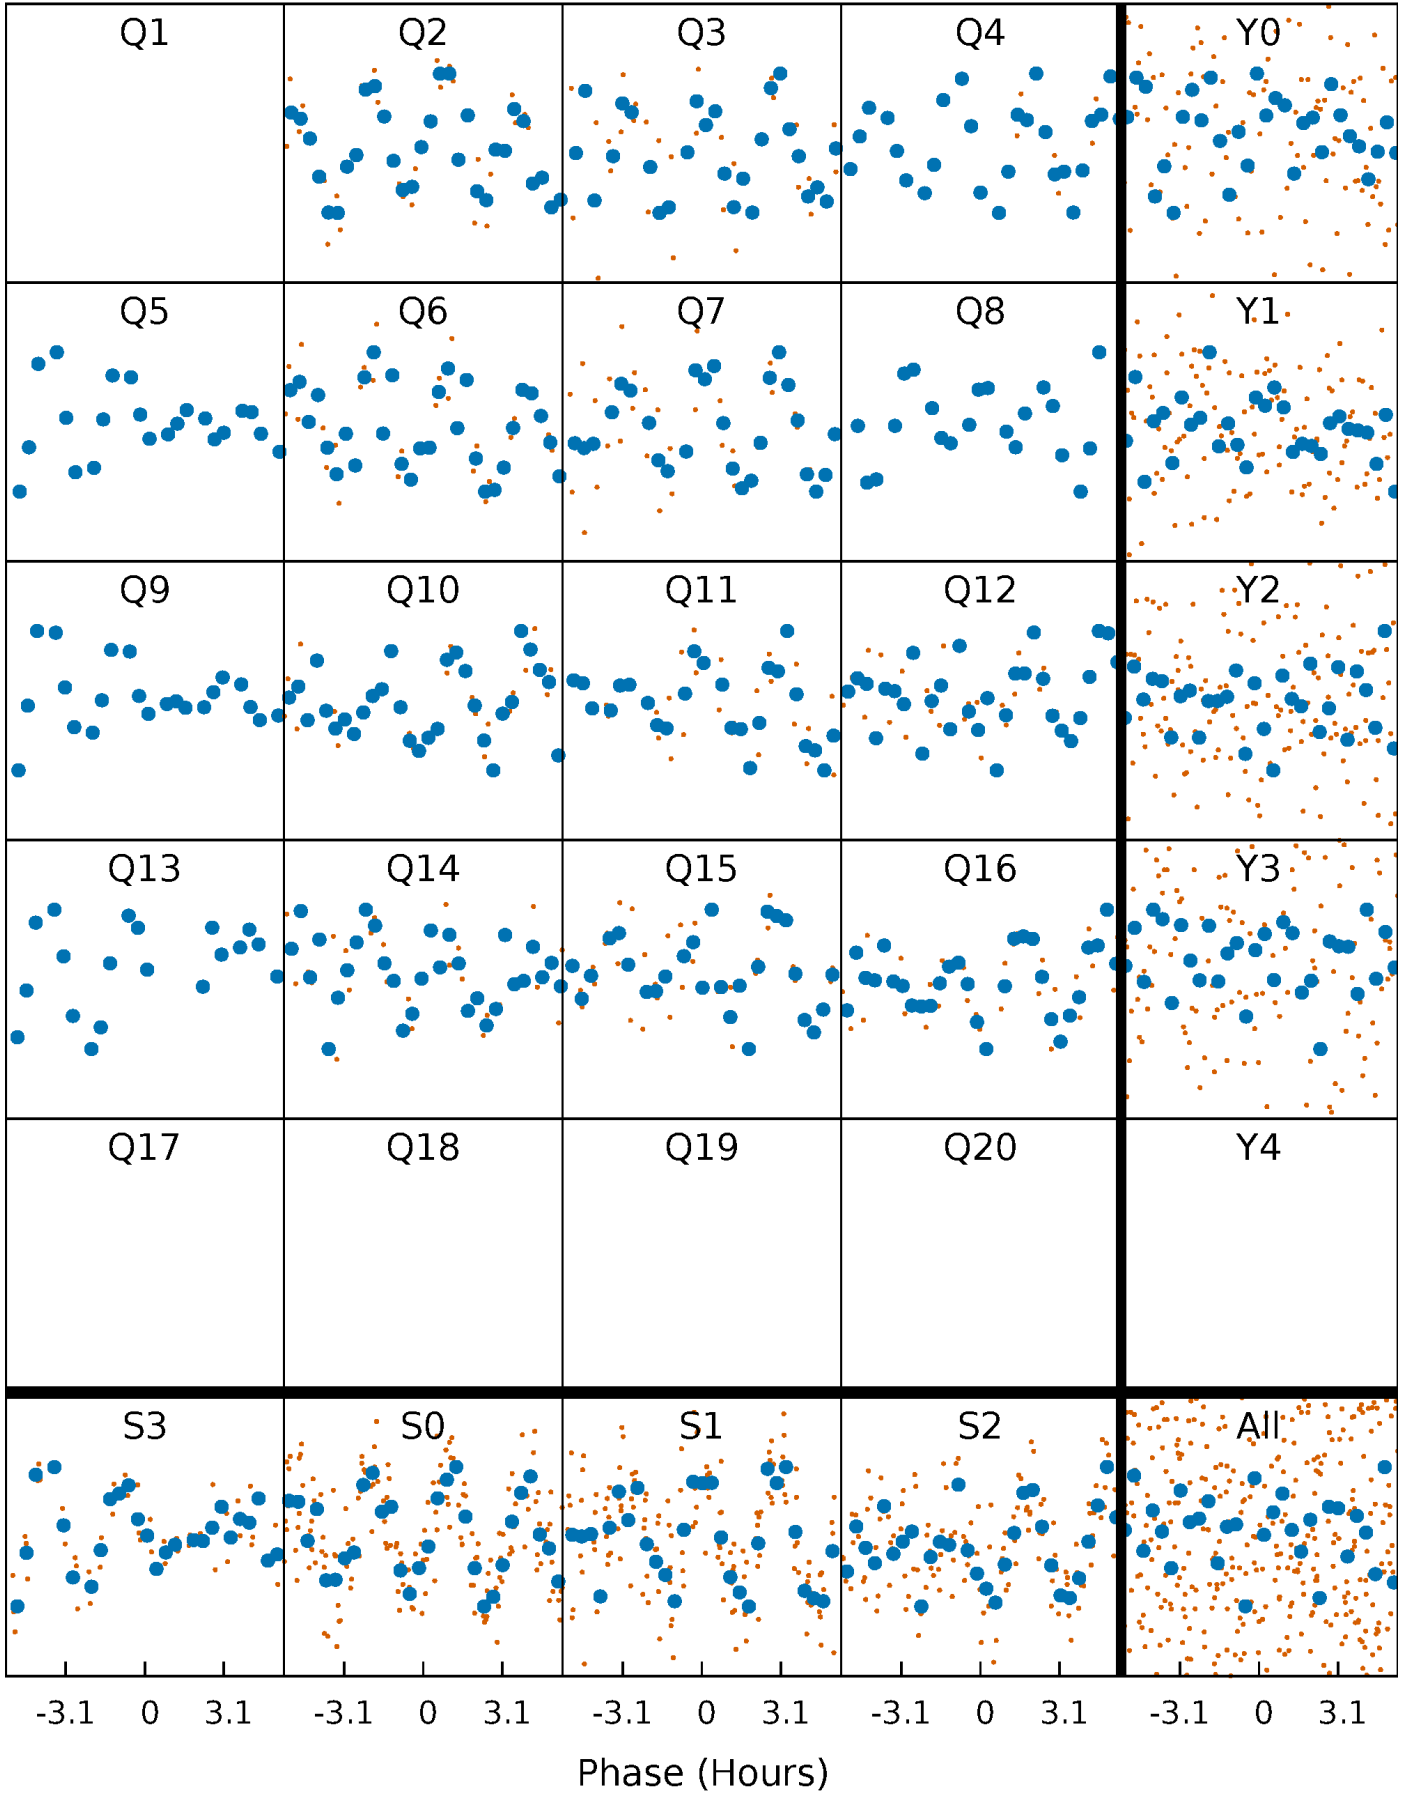 Q1 Q2 Q3 Q4 Y0
Q5 Q6 Q7 Q8 Y1
Q9 Q10 Q11 Q12 Y2
Q13 Q14 Q15 Q16 Y3
Q17 Q18 Q19 Q20 Y4
S3 S0 S1 S2 All
-3.1 0 3.1 -3.1 0 3.1 -3.1 0 3.1 -3.1 0 3.1 -3.1 0 3.1
Phase (Hours)